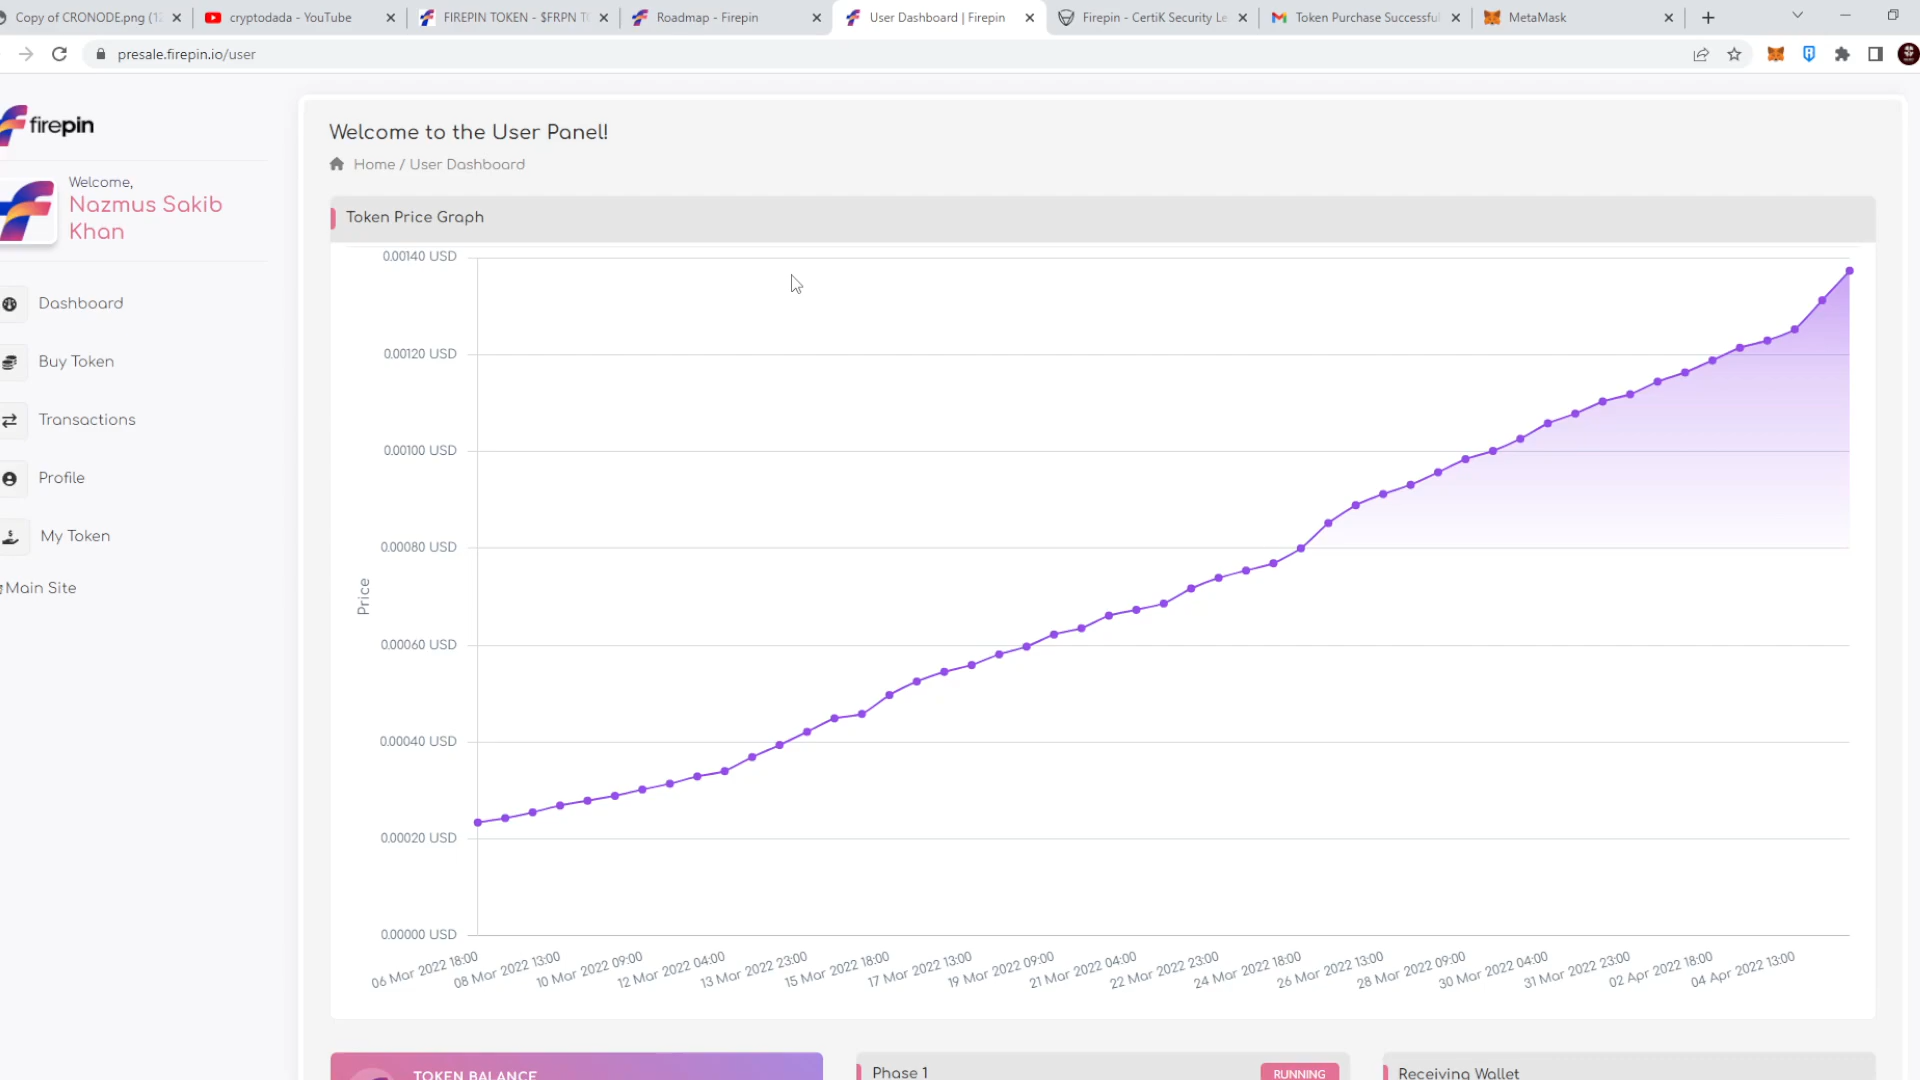 Copy of CRONODE.png (1
cryptodada - YouTube
FIREPIN TOKEN - $FRPN T
Roadmap - Firepin
User Dashboard | Firepin
Firepin - CertiK Security Le
Token Purchase Successful
MetaMask
presale.firepin.io/user
firepin
Welcome,
Nazmus Sakib
Khan
Dashboard
Buy Token
Transactions
Profile
My Token
Main Site
Welcome to the User Panel!
Home / User Dashboard
Token Price Graph
0.00140 USD
0.00120 USD
0.00100 USD
0.00080 USD
0.00060 USD
0.00040 USD
0.00020 USD
0.00000 USD
Price
06 Mar 2022 18:00
08 Mar 2022 13:00
10 Mar 2022 09:00
12 Mar 2022 04:00
13 Mar 2022 23:00
15 Mar 2022 18:00
17 Mar 2022 13:00
19 Mar 2022 09:00
21 Mar 2022 04:00
22 Mar 2022 23:00
24 Mar 2022 18:00
26 Mar 2022 13:00
28 Mar 2022 09:00
30 Mar 2022 04:00
31 Mar 2022 23:00
02 Apr 2022 18:00
04 Apr 2022 13:00
TOKEN BALANCE
Phase 1
RUNNING
Receiving Wallet